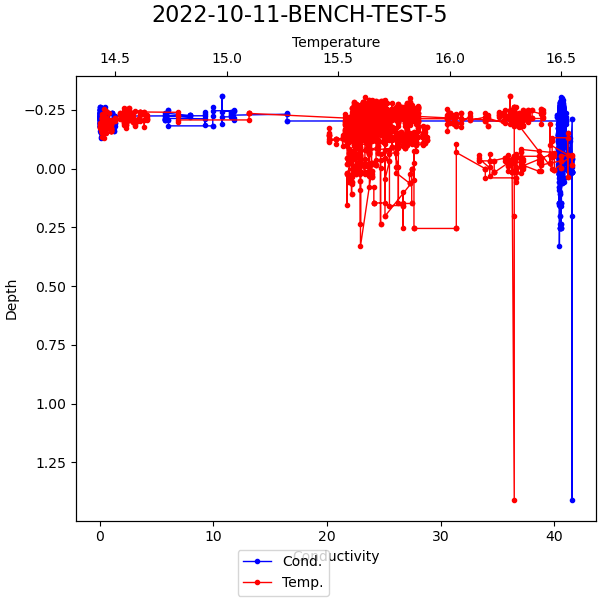 2022-10-11-BENCH-TEST-5
Temperature
14.5 15.0 15.5 16.0 16.5
−0.25
0.00
0.25
0.50
0.75
1.00
1.25
Depth
0 10 20 30 40
Conductivity
Cond.
Temp.